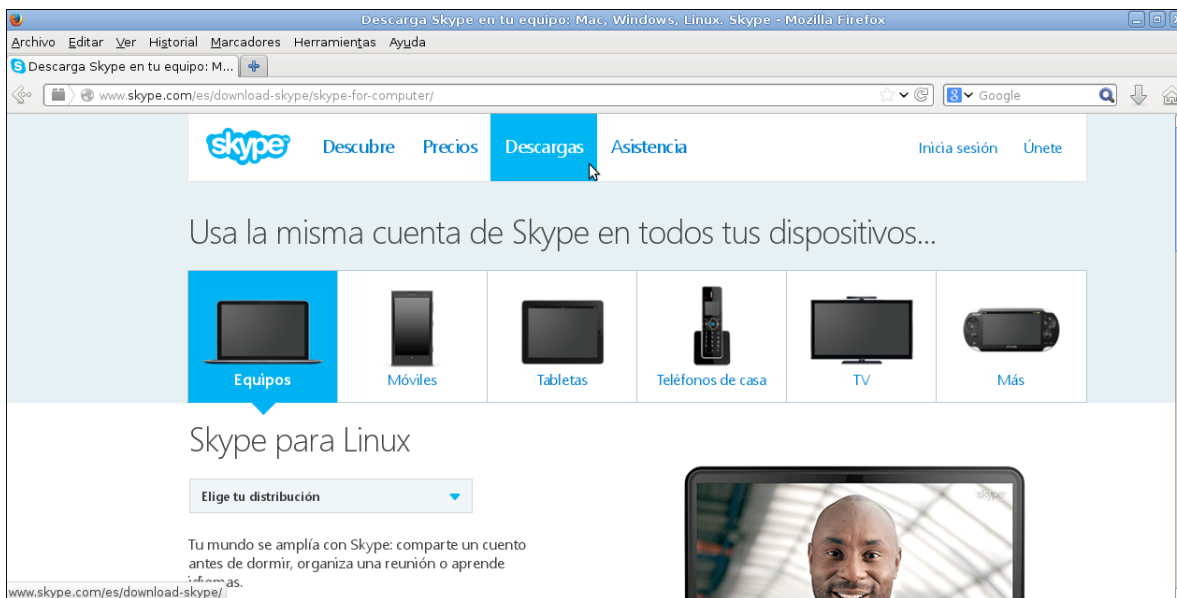 Descarga Skype en tu equipo: Mac, Windows, Linux. Skype - Mozilla Firefox
Archivo Editar Ver Historial Marcadores Herramientas Ayuda
Descarga Skype en tu equipo: M...
www.skype.com/es/download-skype/skype-for-computer/
Google
skype
Descubre Precios Descargas Asistencia Inicia sesión Únete
Usa la misma cuenta de Skype en todos tus dispositivos...
Equipos Móviles Tabletas Teléfonos de casa TV Más
Skype para Linux
Elige tu distribución
skype
Tu mundo se amplía con Skype: comparte un cuento
antes de dormir, organiza una reunión o aprende
idiomas.
www.skype.com/es/download-skype/